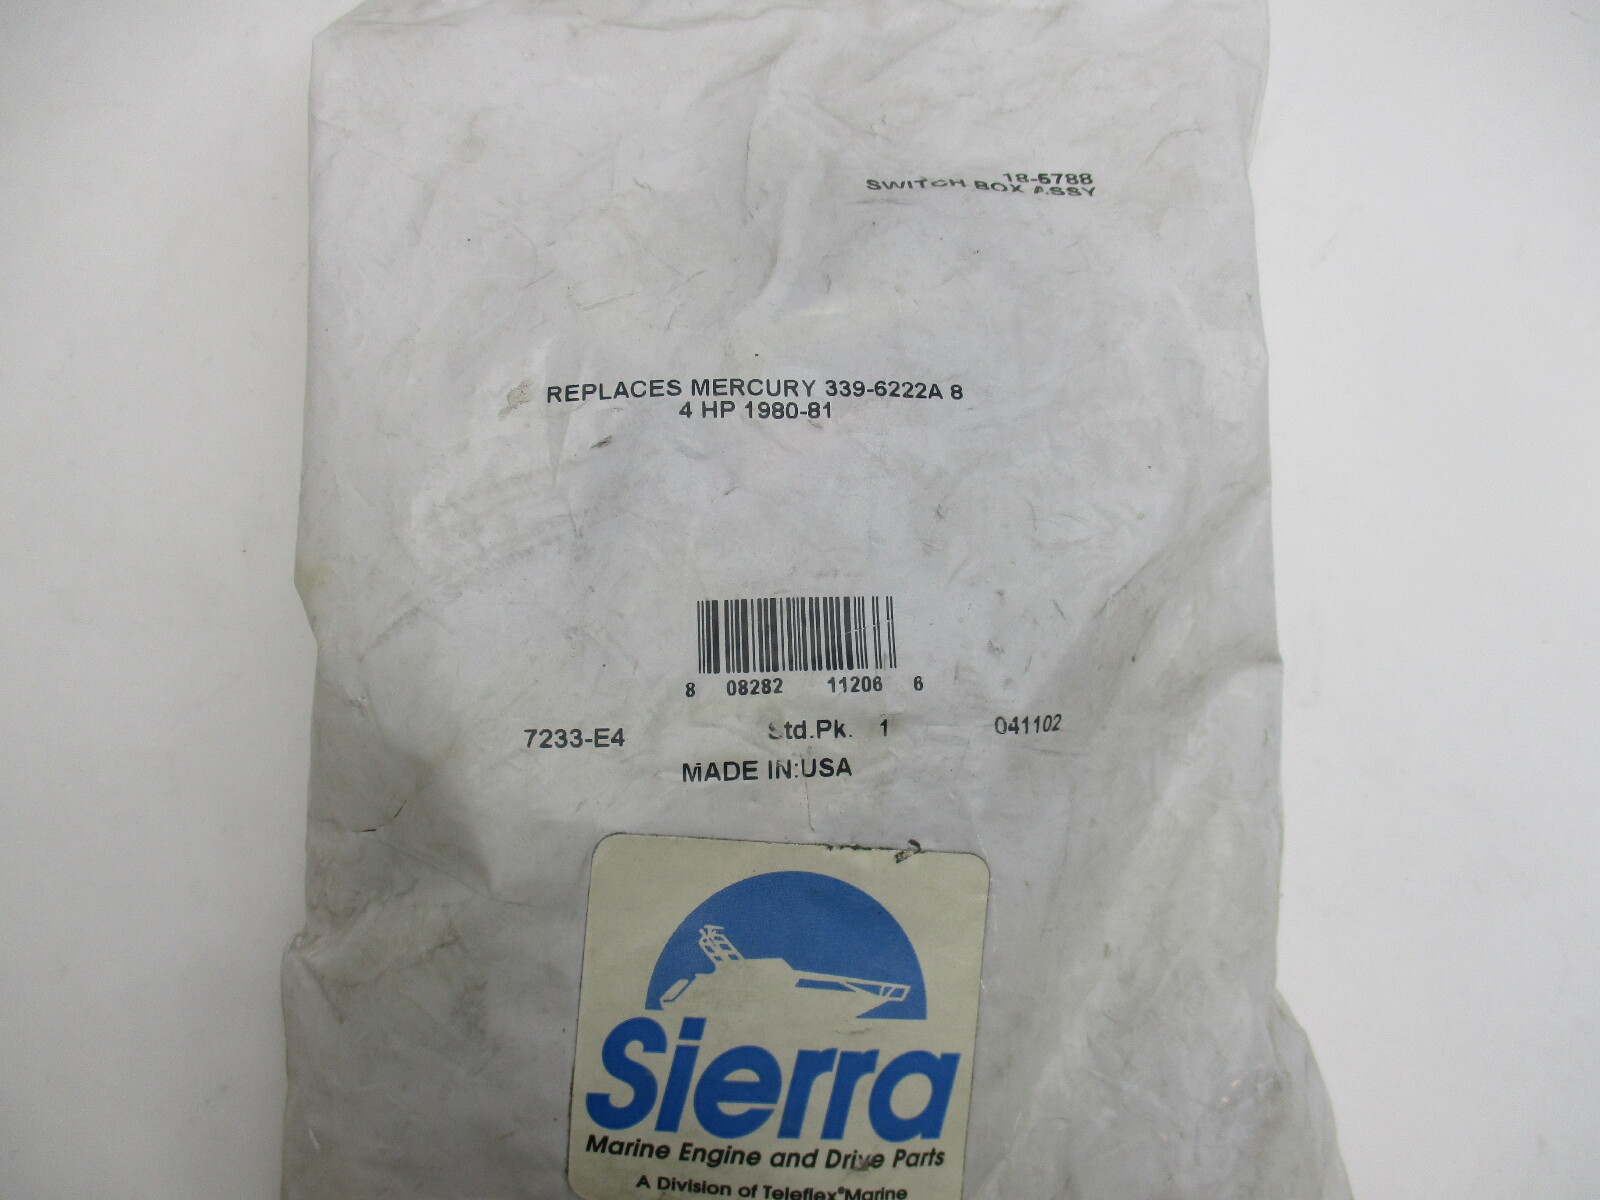 18-5788
SWITCH BOX ASSY
REPLACES MERCURY 339-6222A 8
4 HP 1980-81
8 08282 11206 6
7233-E4 Std.Pk. 1 041102
MADE IN:USA
Sierra
Marine Engine and Drive Parts
A Division of Teleflex® Marine